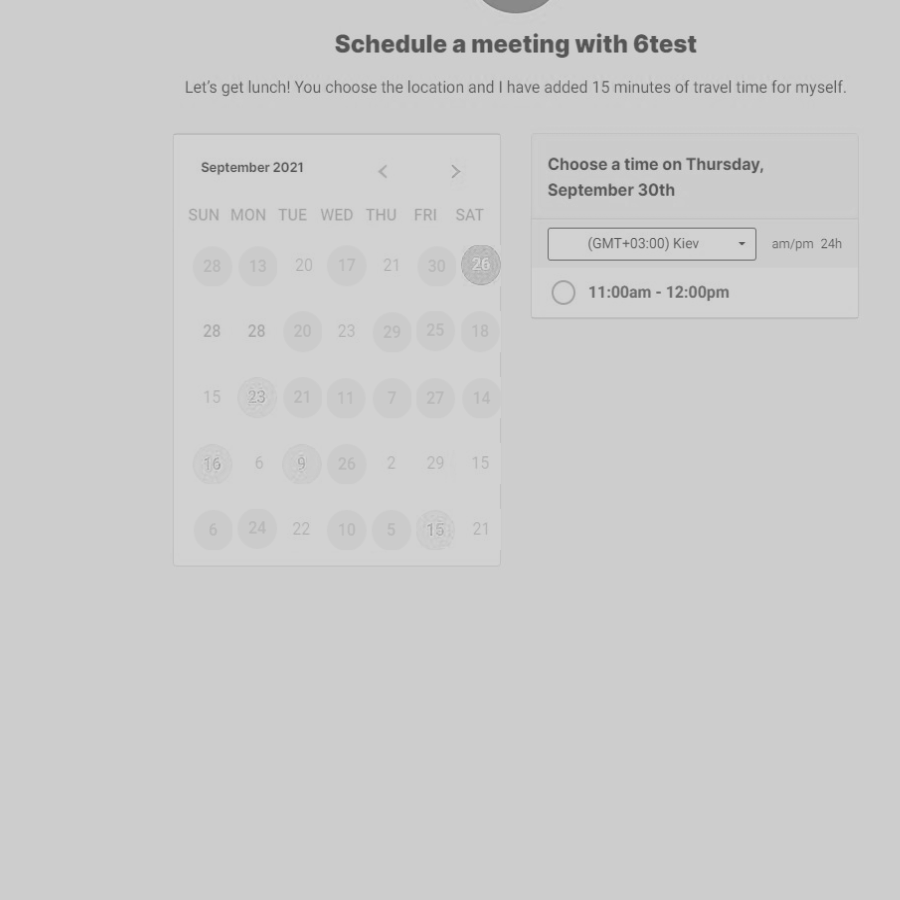 Schedule a meeting with 6test
Let's get lunch! You choose the location and I have added 15 minutes of travel time for myself.
September 2021
SUN MON TUE WED THU FRI SAT
28 13 20 17 21 30 26
28 28 20 23 29 25 18
15 23 21 11 7 27 14
16 6 9 26 2 29 15
6 24 22 10 5 15 21
Choose a time on Thursday,
September 30th
(GMT+03:00) Kiev am/pm 24h
11:00am - 12:00pm